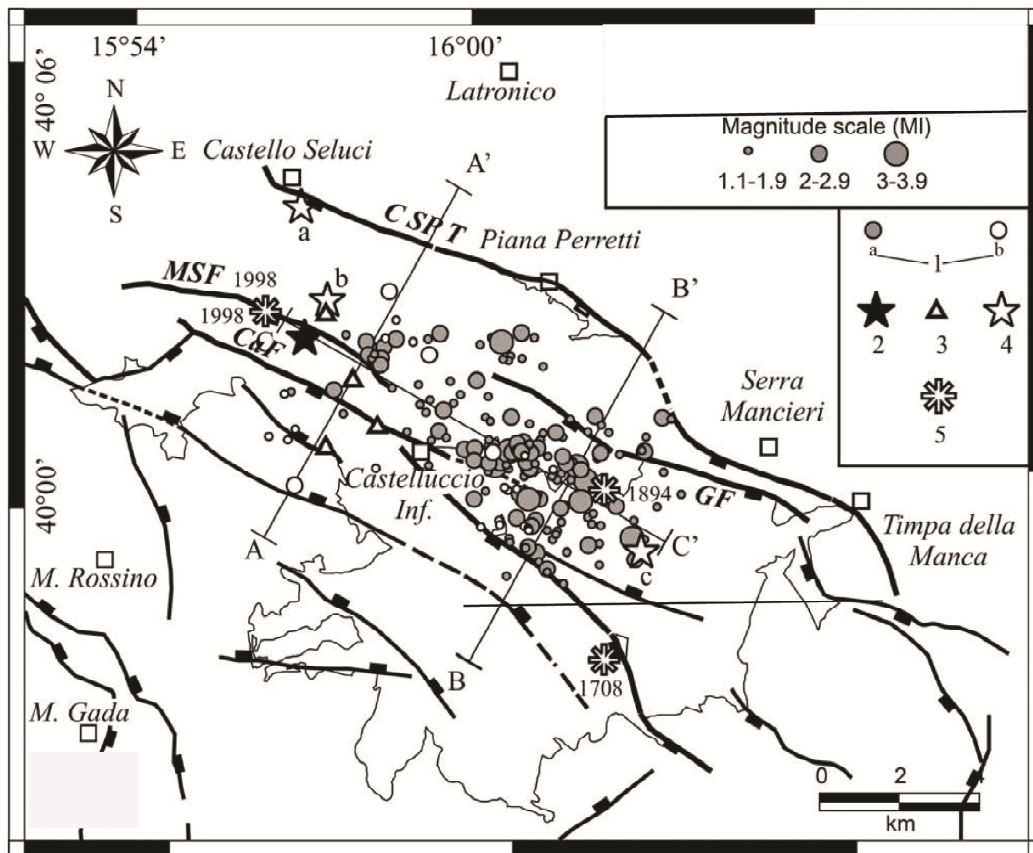 15°54’
16°00’
40° 06’
40°00’
N
W
E
S
Latronico
Castello Seluci
Magnitude scale (Ml)
1.1-1.9 2-2.9 3-3.9
A’
C SP T
Piana Perretti
a
a
b
1
MSF
1998
b
B’
1998
C
CaF
2 3 4
Serra
Mancieri
5
Castelluccio
Inf.
1894
GF
C’
c
Timpa della
Manca
A
M. Rossino
B
1708
M. Gada
0 2 4
km